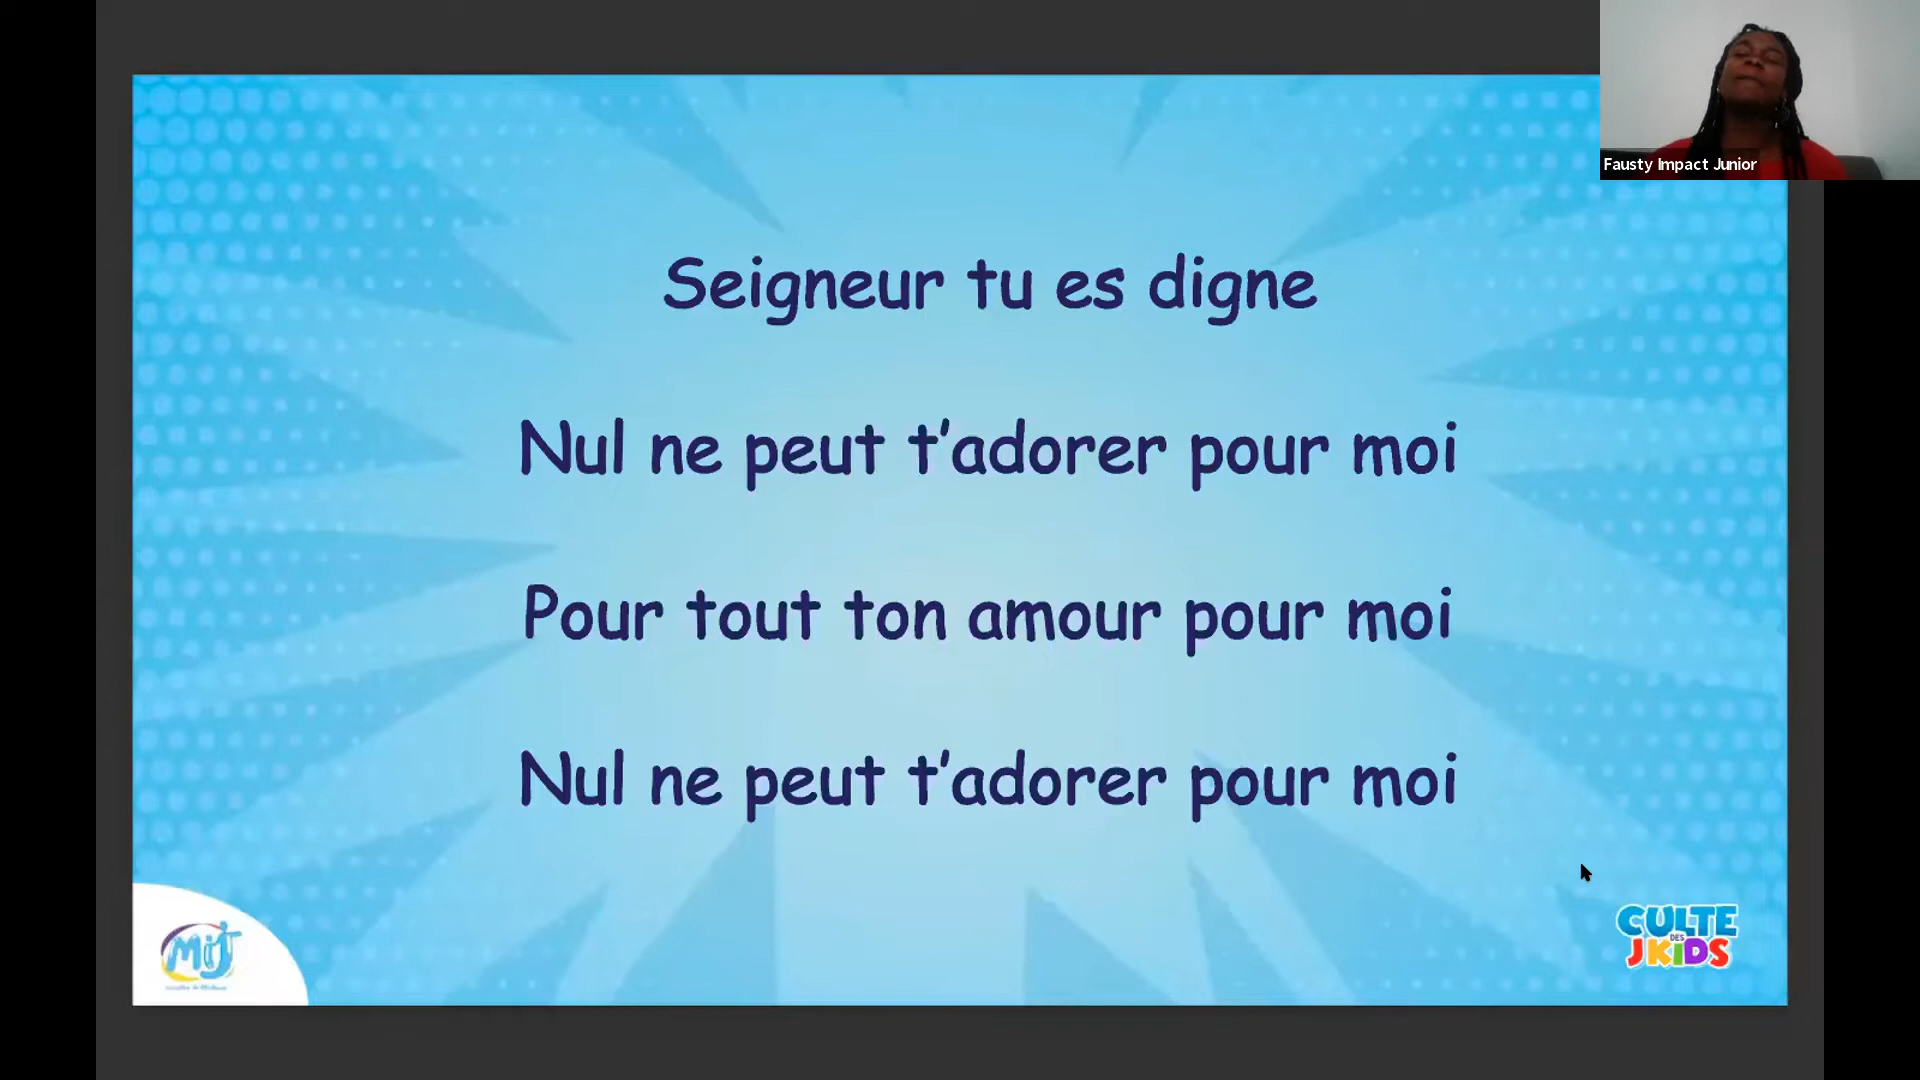 Fausty Impact Junior
Seigneur tu es digne
Nul ne peut t'adorer pour moi
Pour tout ton amour pour moi
Nul ne peut t'adorer pour moi
MIJ
CULTE
DES
JKIDS